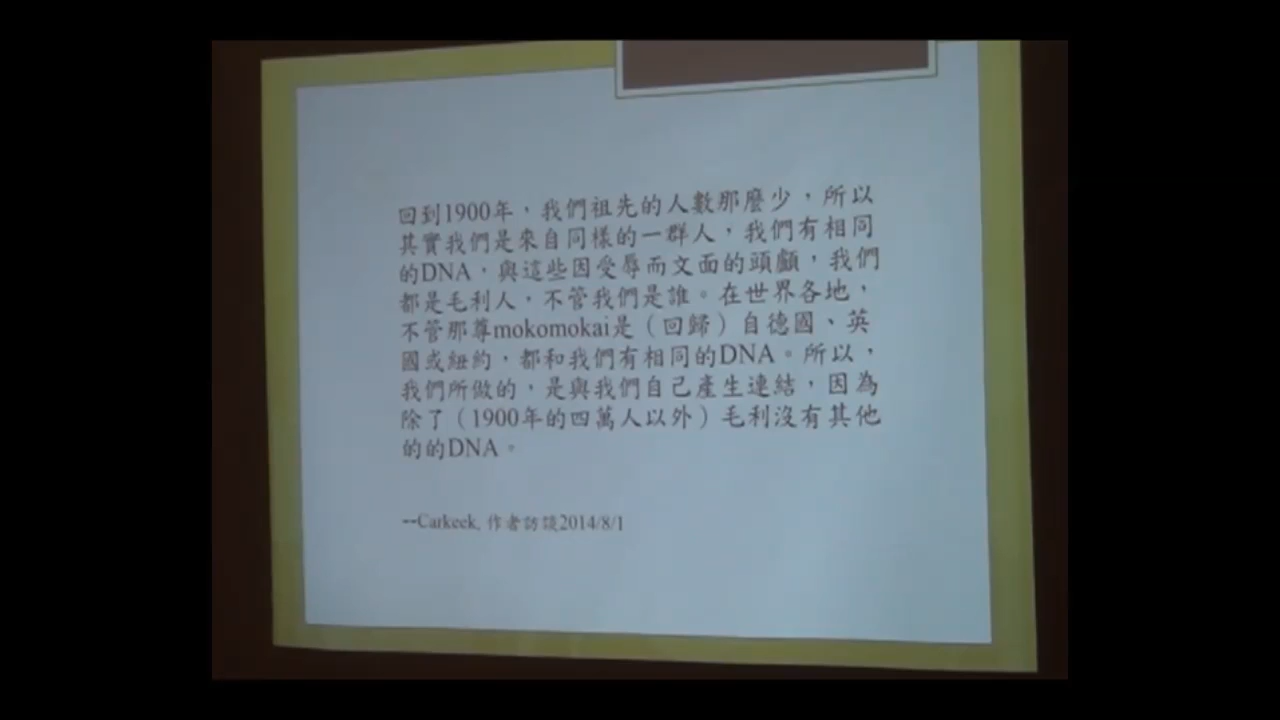 回到1900年，我們祖先的人數那麼少，所以
其實我們是來自同樣的一群人，我們有相同
的DNA，與這些因受辱而文面的頭顱，我們
都是毛利人，不管我們是誰。在世界各地，
不管那尊mokomokai是（回歸）自德國、英
國或紐約，都和我們有相同的DNA。所以，
我們所做的，是與我們自己產生連結，因為
除了（1900年的四萬人以外）毛利沒有其他
的的DNA。
--Carkeek, 作者訪談2014/8/1